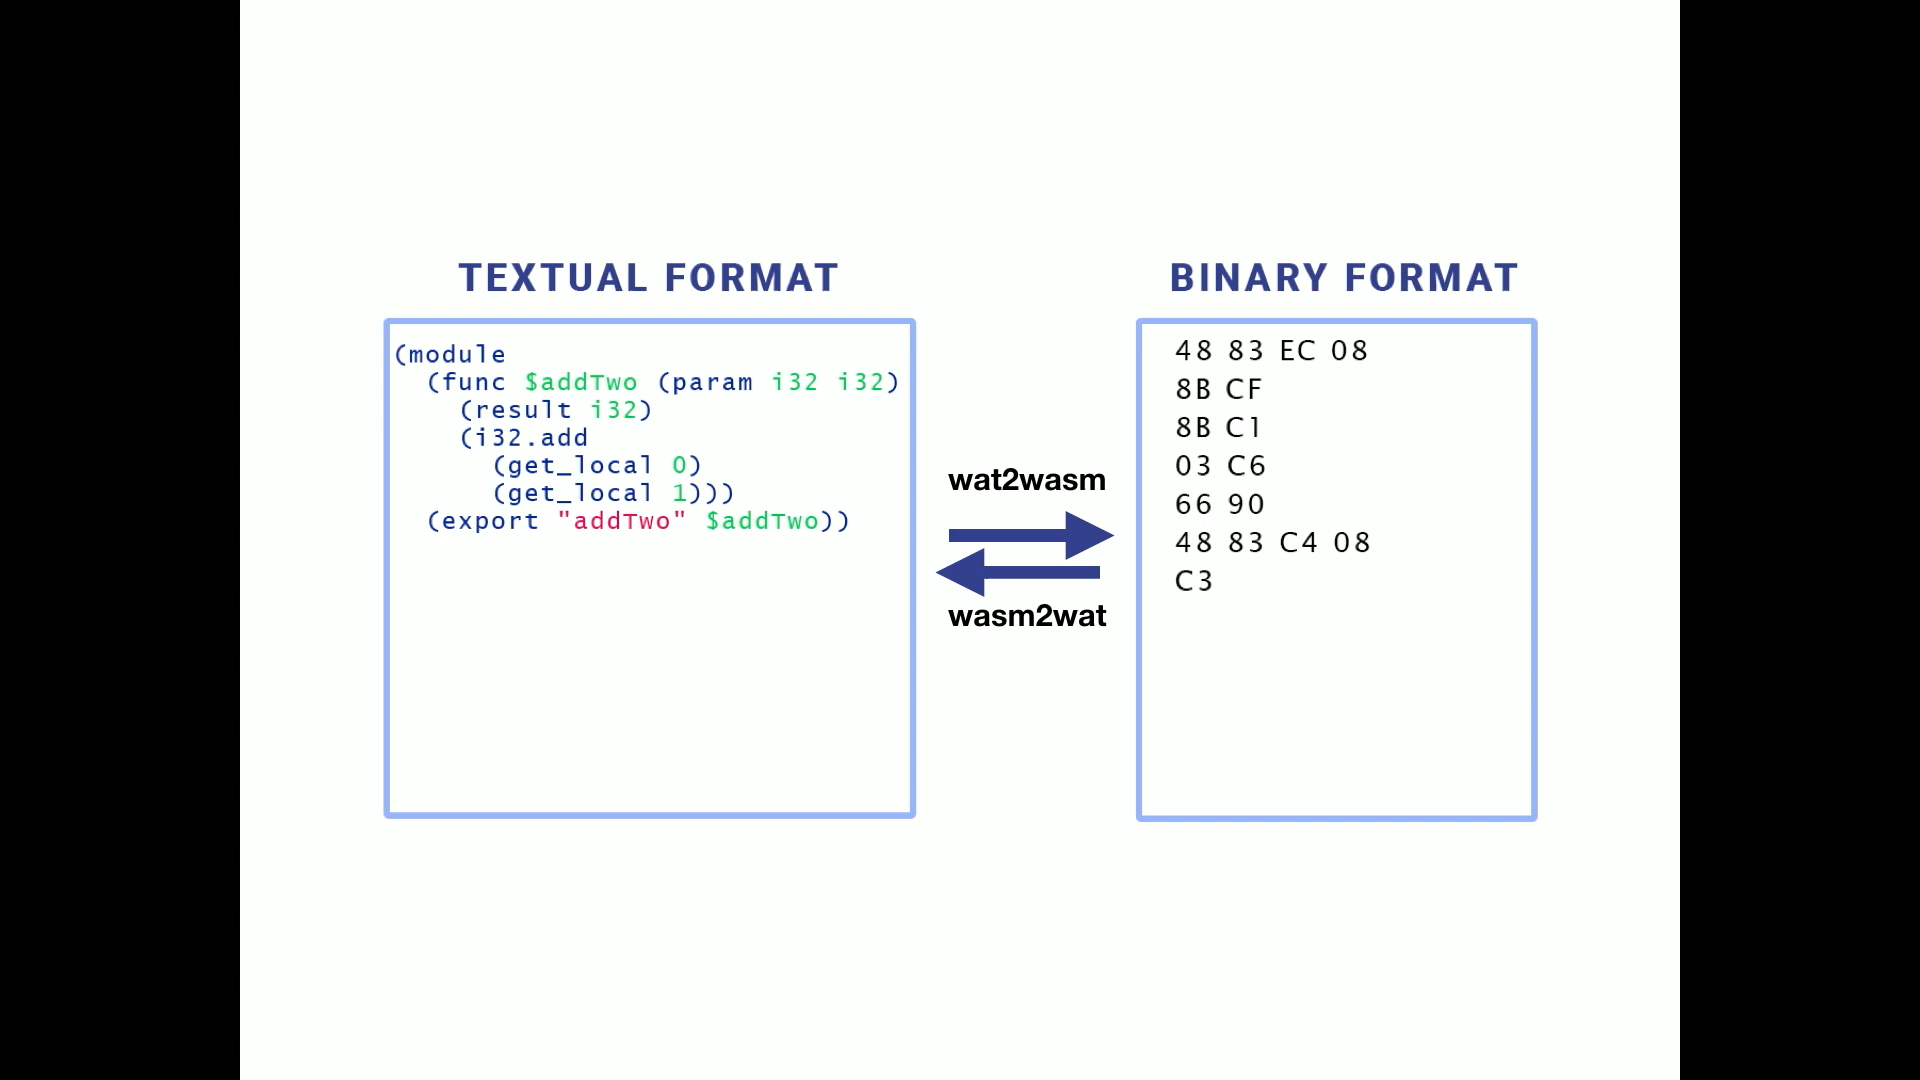 TEXTUAL FORMAT
(module
(func $addTwo (param i32 i32)
(result i32)
(i32.add
(get_local 0)
(get_local 1)))
(export "addTwo" $addTwo))
wat2wasm
wasm2wat
BINARY FORMAT
48 83 EC 08
8B CF
8B C1
03 C6
66 90
48 83 C4 08
C3